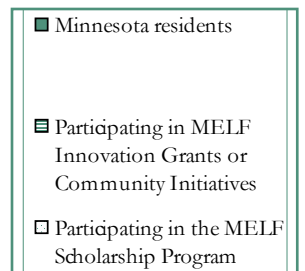 Minnesota residents
Participating in MELF
Innovation Grants or
Community Initiatives
Participating in the MELF
Scholarship Program